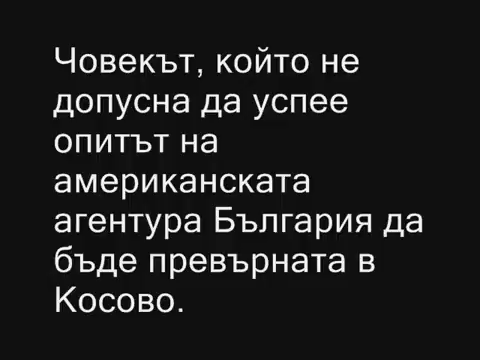 Човекът, който не
допусна да успее
опитът на
американската
агентура България да
бъде превърната в
Косово.